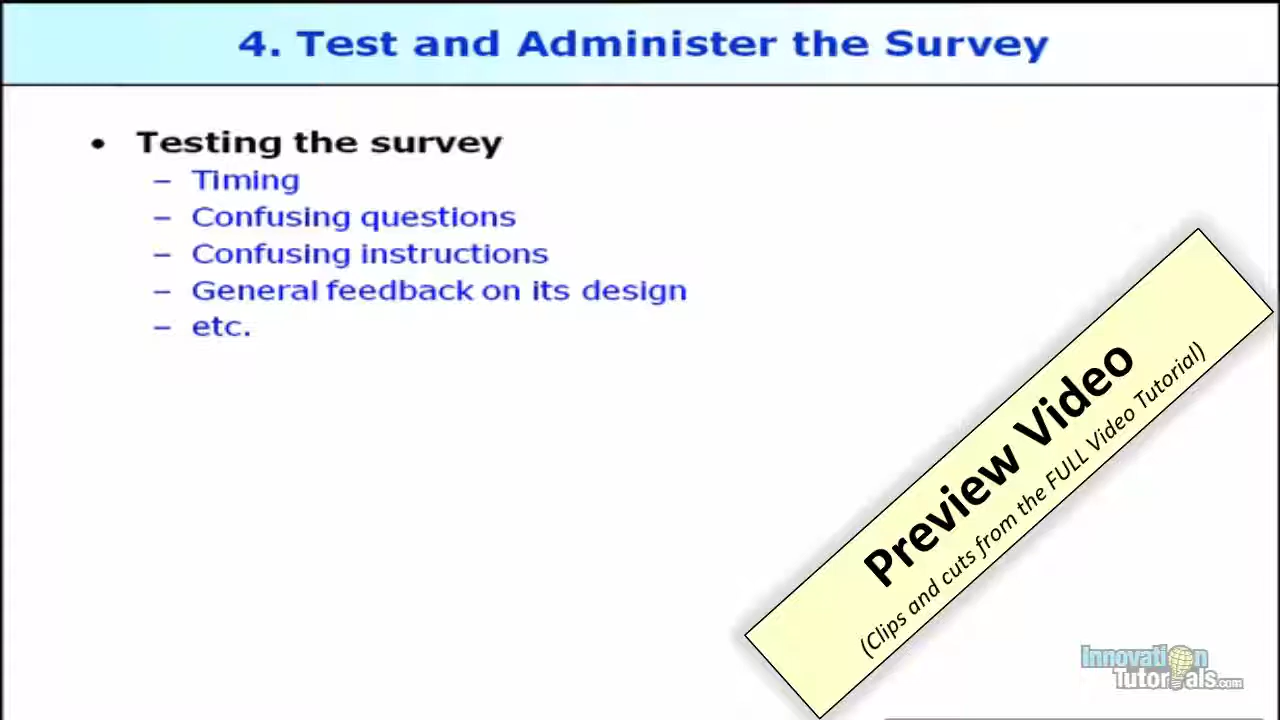 4. Test and Administer the Survey
• Testing the survey
– Timing
– Confusing questions
– Confusing instructions
– General feedback on its design
– etc.
Preview Video
(Clips and cuts from the FULL Video Tutorial)
Innovation
Tutorials.com